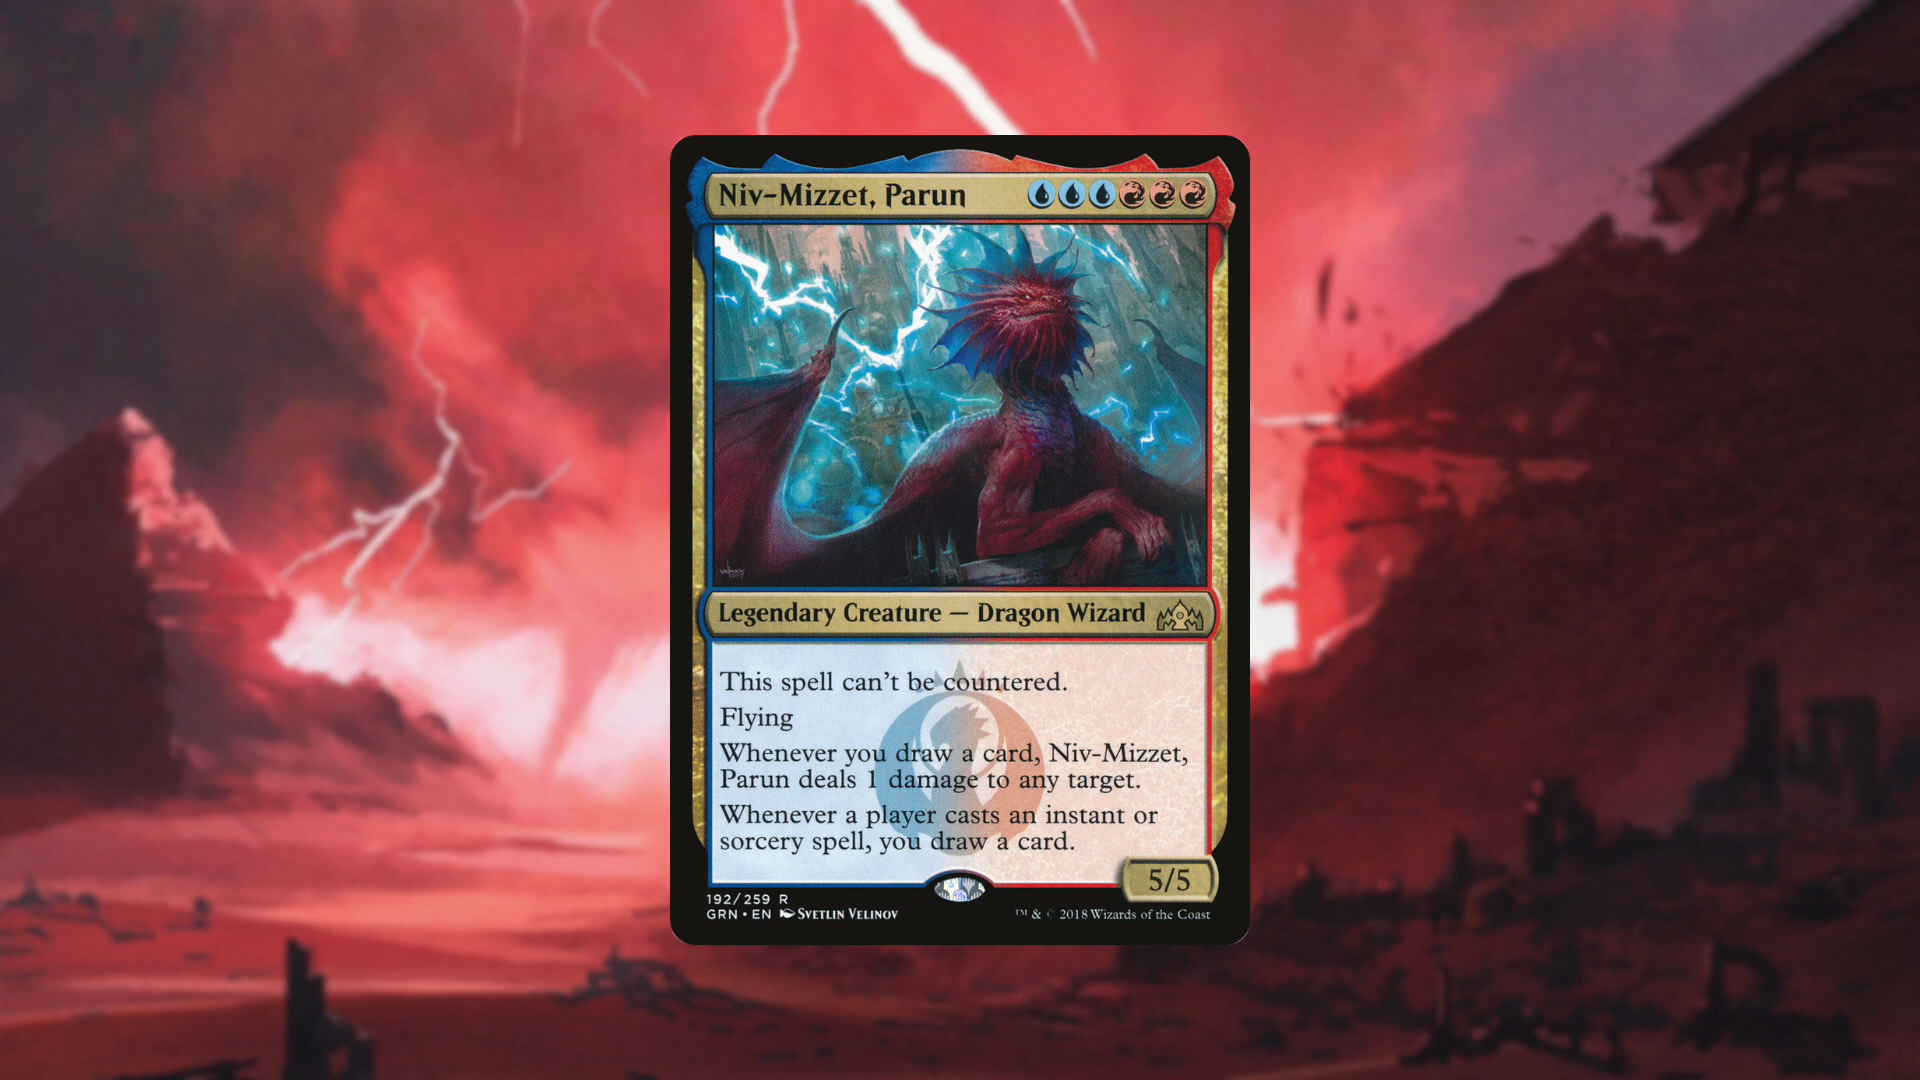 Niv-Mizzet, Parun
Legendary Creature — Dragon Wizard
This spell can't be countered.
Flying
Whenever you draw a card, Niv-Mizzet,
Parun deals 1 damage to any target.
Whenever a player casts an instant or
sorcery spell, you draw a card.
5/5
192/259 R
GRN • EN Svetlin Velinov
™ & © 2018 Wizards of the Coast